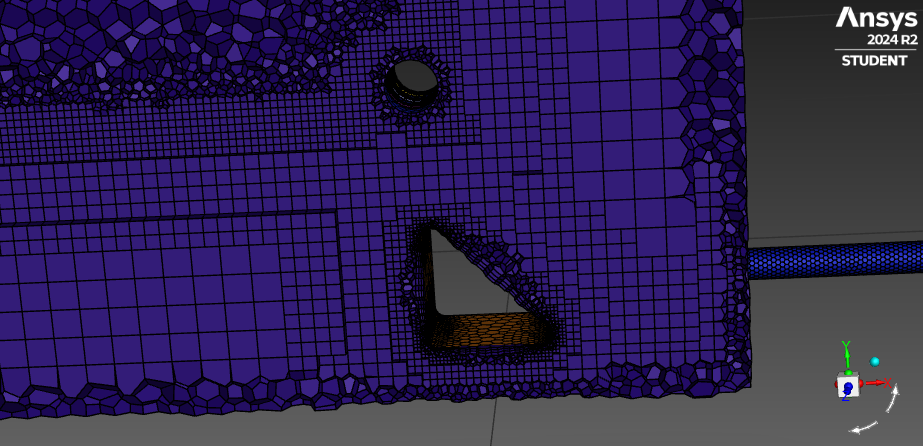 Ansys
2024 R2
STUDENT
Y
X
Z